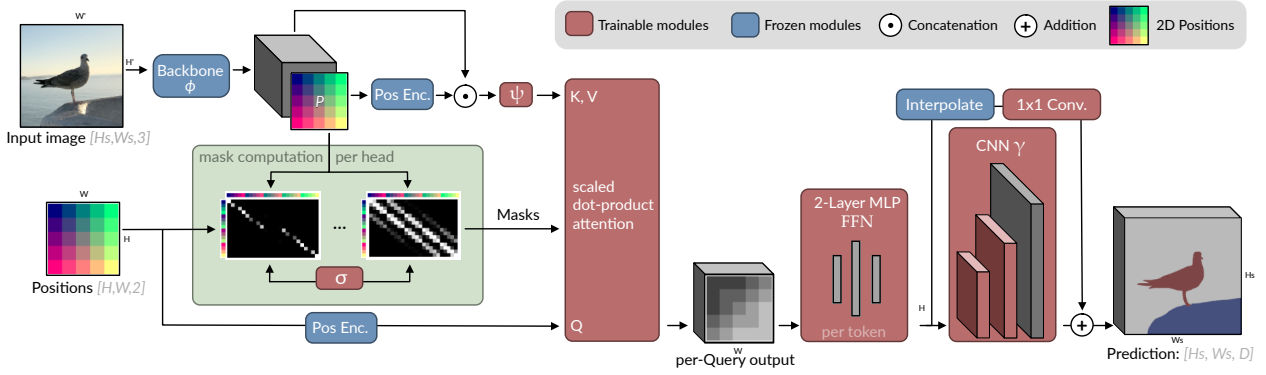 Trainable modules
Frozen modules
Concatenation
Addition
2D Positions
W'
H'
Backbone
ϕ
P
Pos Enc.
ψ
K, V
Input image [Hs,Ws,3]
mask computation per head
W
H
...
Masks
σ
scaled
dot-product
attention
Positions [H,W,2]
Pos Enc.
Q
W
per-Query output
2-Layer MLP
FFN
per token
H
Interpolate
1x1 Conv.
CNN γ
Hs
Ws
Prediction: [Hs, Ws, D]